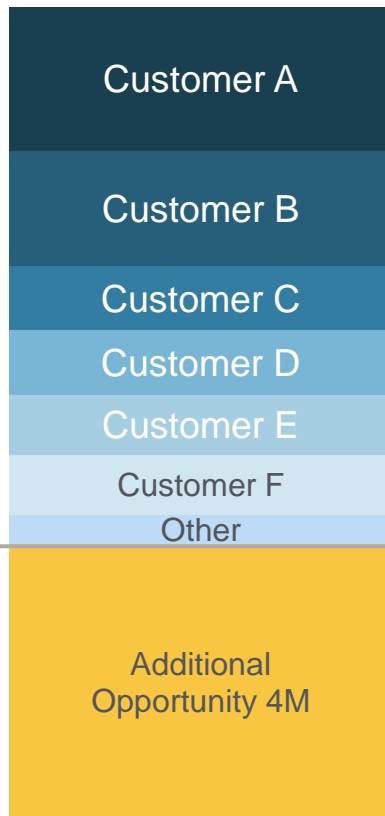 Customer A
Customer B
Customer C
Customer D
Customer E
Customer F
Other
Additional
Opportunity 4M